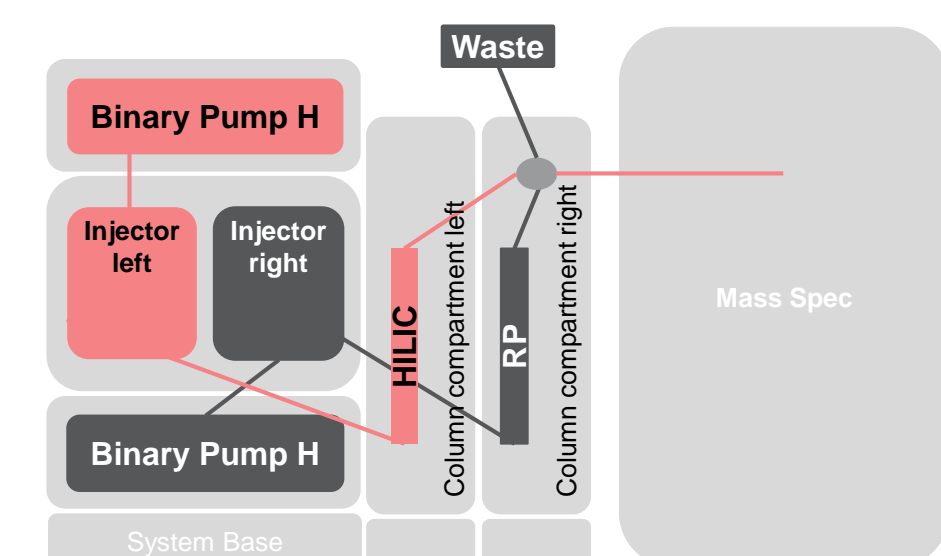 Waste
Binary Pump H
Injector
left
Injector
right
HILIC
Column compartment left
RP
Column compartment right
Mass Spec
Binary Pump H
System Base